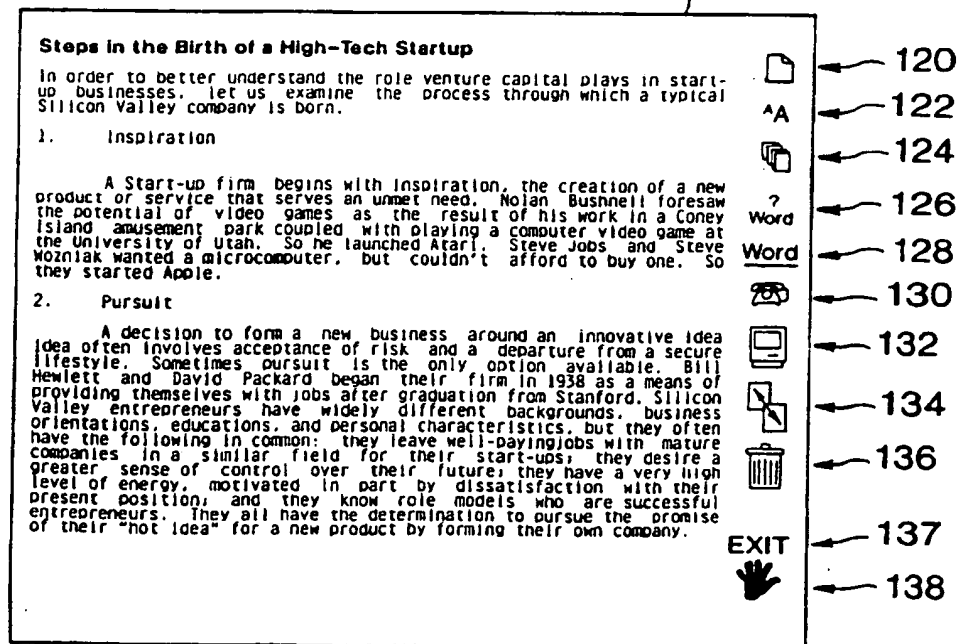 Steps in the Birth of a High-Tech Startup
In order to better understand the role venture capital plays in start-
up businesses, let us examine the process through which a typical
Silicon Valley company is born.
1. Inspiration
A Start-up firm begins with inspiration, the creation of a new
product or service that serves an unmet need. Nolan Bushnell foresaw
the potential of video games as the result of his work in a Coney
Island amusement park coupled with playing a computer video game at
the University of Utah. So he launched Atari. Steve Jobs and Steve
Wozniak wanted a microcomputer, but couldn't afford to buy one. So
they started Apple.
2. Pursuit
A decision to form a new business around an innovative idea
idea often involves acceptance of risk and a departure from a secure
lifestyle. Sometimes pursuit is the only option available. Bill
Hewlett and David Packard began their firm in 1938 as a means of
providing themselves with jobs after graduation from Stanford. Silicon
Valley entrepreneurs have widely different backgrounds, business
orientations, educations, and personal characteristics, but they often
have the following in common: they leave well-payingjobs with mature
companies in a similar field for their start-ups; they desire a
greater sense of control over their future; they have a very high
level of energy, motivated in part by dissatisfaction with their
present position; and they know role models who are successful
entrepreneurs. They all have the determination to pursue the promise
of their "hot idea" for a new product by forming their own company.
120
AA
122
124
?
Word
126
Word
128
130
132
134
136
EXIT
137
138